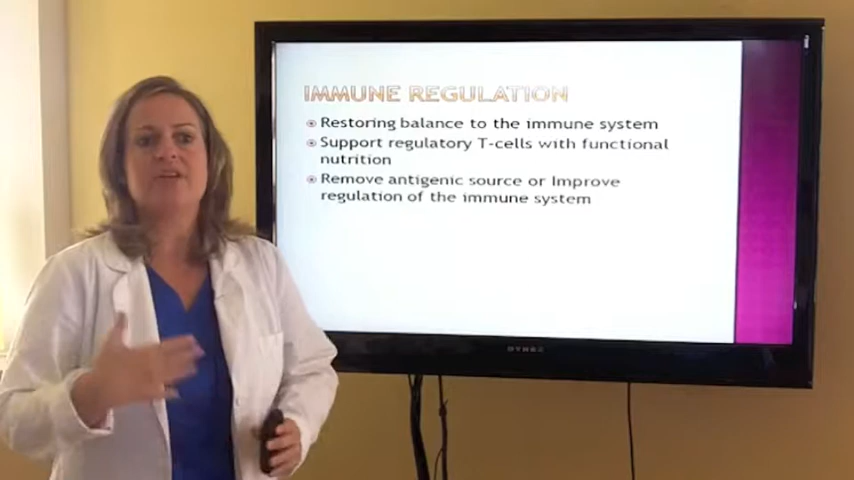 IMMUNE REGULATION
Restoring balance to the immune system
Support regulatory T-cells with functional
nutrition
Remove antigenic source or Improve
regulation of the immune system
DYNEX